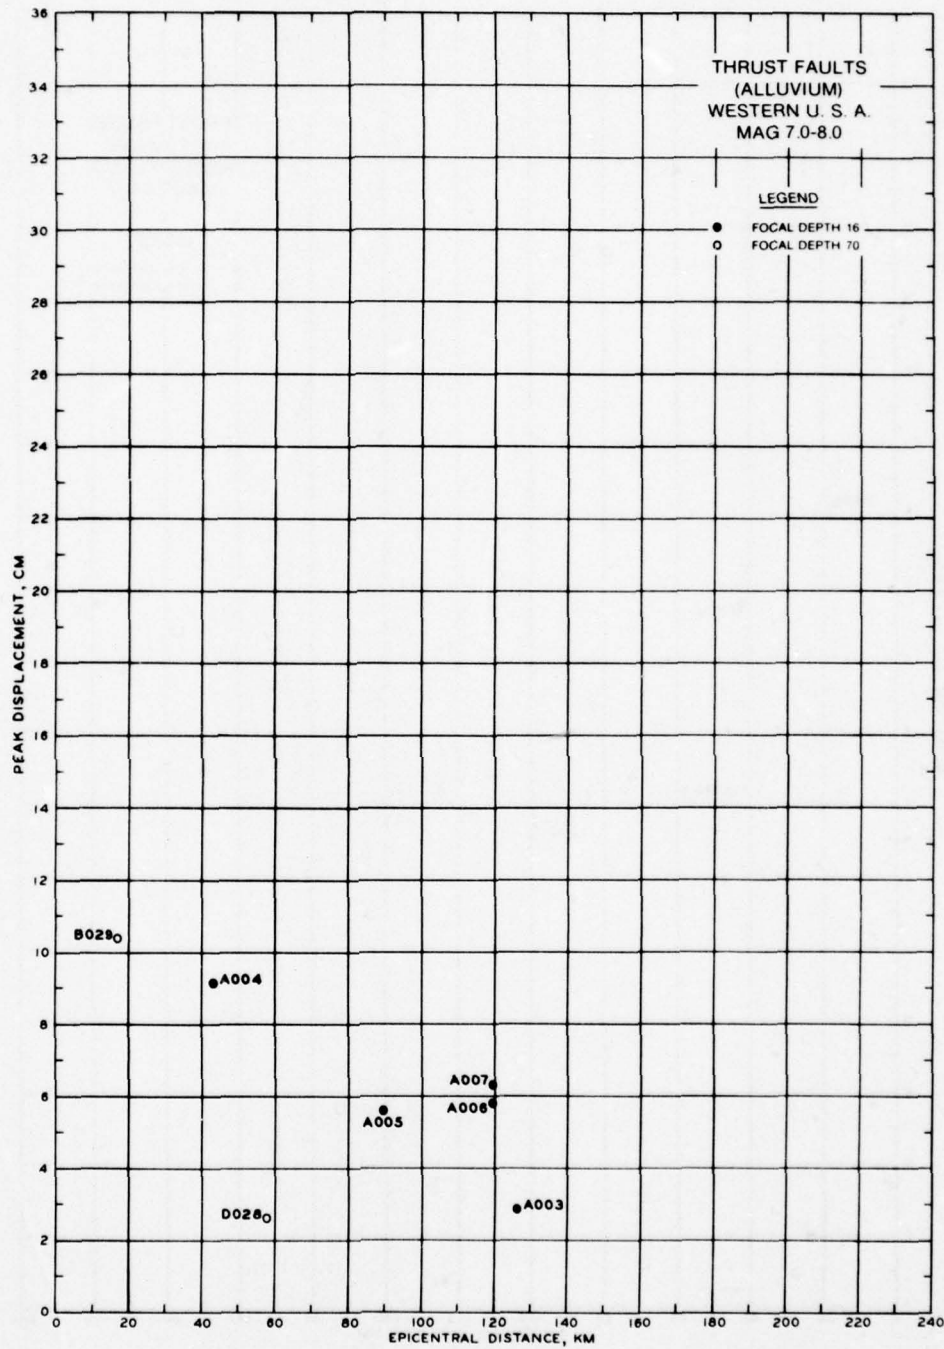 THRUST FAULTS
(ALLUVIUM)
WESTERN U. S. A.
MAG 7.0-8.0
LEGEND
● FOCAL DEPTH 16
○ FOCAL DEPTH 70
36
34
32
30
28
26
24
22
20
18
16
14
12
10
8
6
4
2
0
PEAK DISPLACEMENT, CM
B029
A004
A007
A006
A005
A003
D028
0 20 40 60 80 100 120 140 160 180 200 220 240
EPICENTRAL DISTANCE, KM